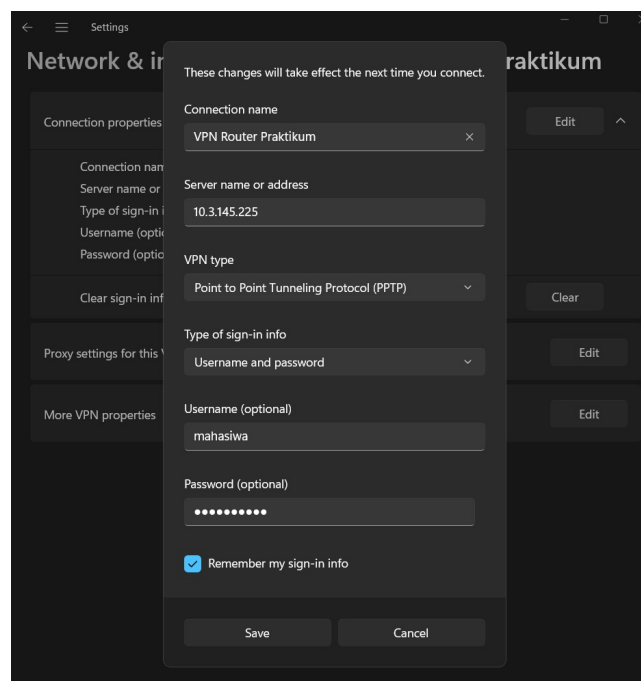 Settings
Network & in
raktikum
These changes will take effect the next time you connect.
Connection properties
Edit
Connection nam
Server name or
Type of sign-in i
Username (optio
Password (optio
Clear sign-in inf
Clear
Proxy settings for this V
Edit
More VPN properties
Edit
Connection name
VPN Router Praktikum
Server name or address
10.3.145.225
VPN type
Point to Point Tunneling Protocol (PPTP)
Type of sign-in info
Username and password
Username (optional)
mahasiwa
Password (optional)
●●●●●●●●●●
Remember my sign-in info
Save
Cancel